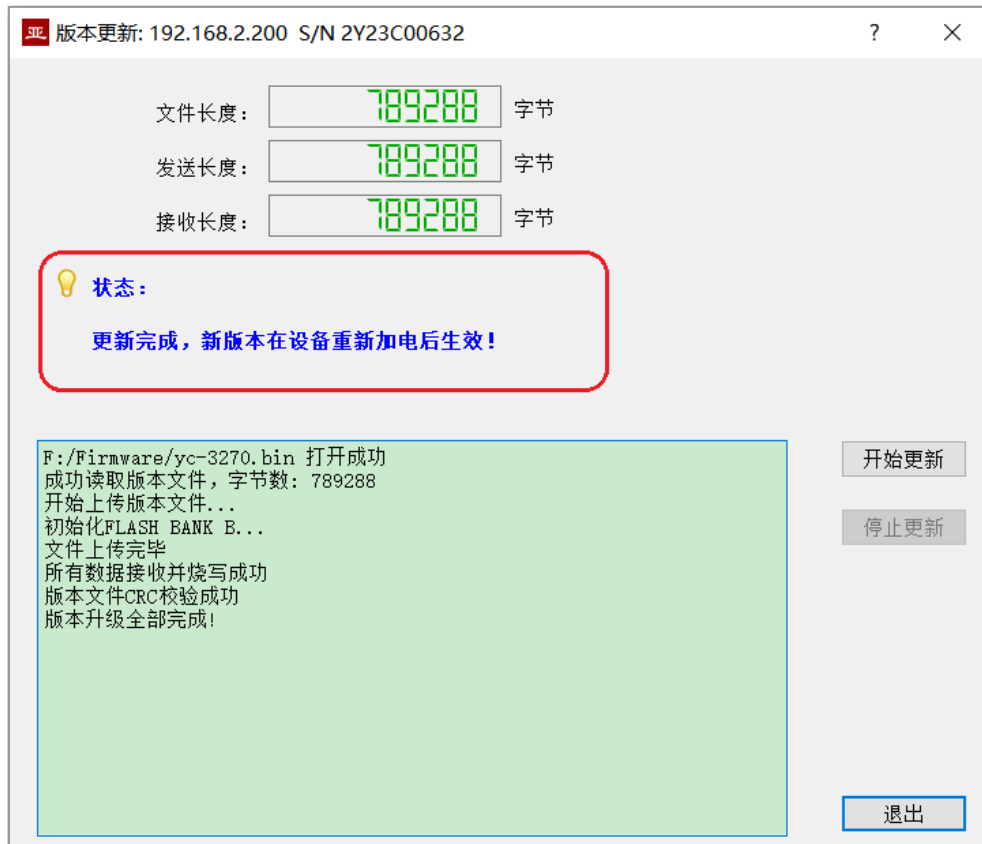 亚 版本更新: 192.168.2.200 S/N 2Y23C00632 ?
文件长度： 789288 字节
发送长度： 789288 字节
接收长度： 789288 字节
状态：
更新完成，新版本在设备重新加电后生效！
F:/Firmware/yc-3270.bin 打开成功
成功读取版本文件，字节数: 789288
开始上传版本文件...
初始化FLASH BANK B...
文件上传完毕
所有数据接收并烧写成功
版本文件CRC校验成功
版本升级全部完成!
开始更新
停止更新
退出